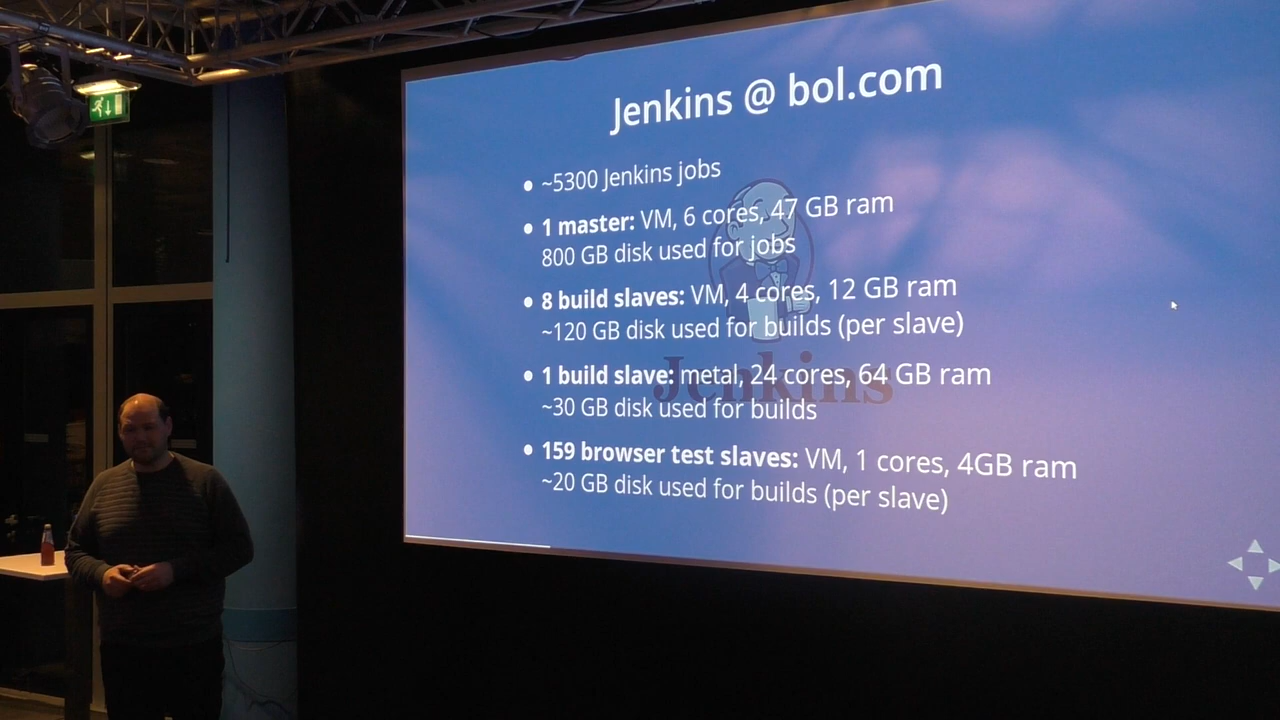 Jenkins @ bol.com
~5300 Jenkins jobs
1 master: VM, 6 cores, 47 GB ram
800 GB disk used for jobs
8 build slaves: VM, 4 cores, 12 GB ram
~120 GB disk used for builds (per slave)
1 build slave: metal, 24 cores, 64 GB ram
~30 GB disk used for builds
Jenkins
159 browser test slaves: VM, 1 cores, 4GB ram
~20 GB disk used for builds (per slave)